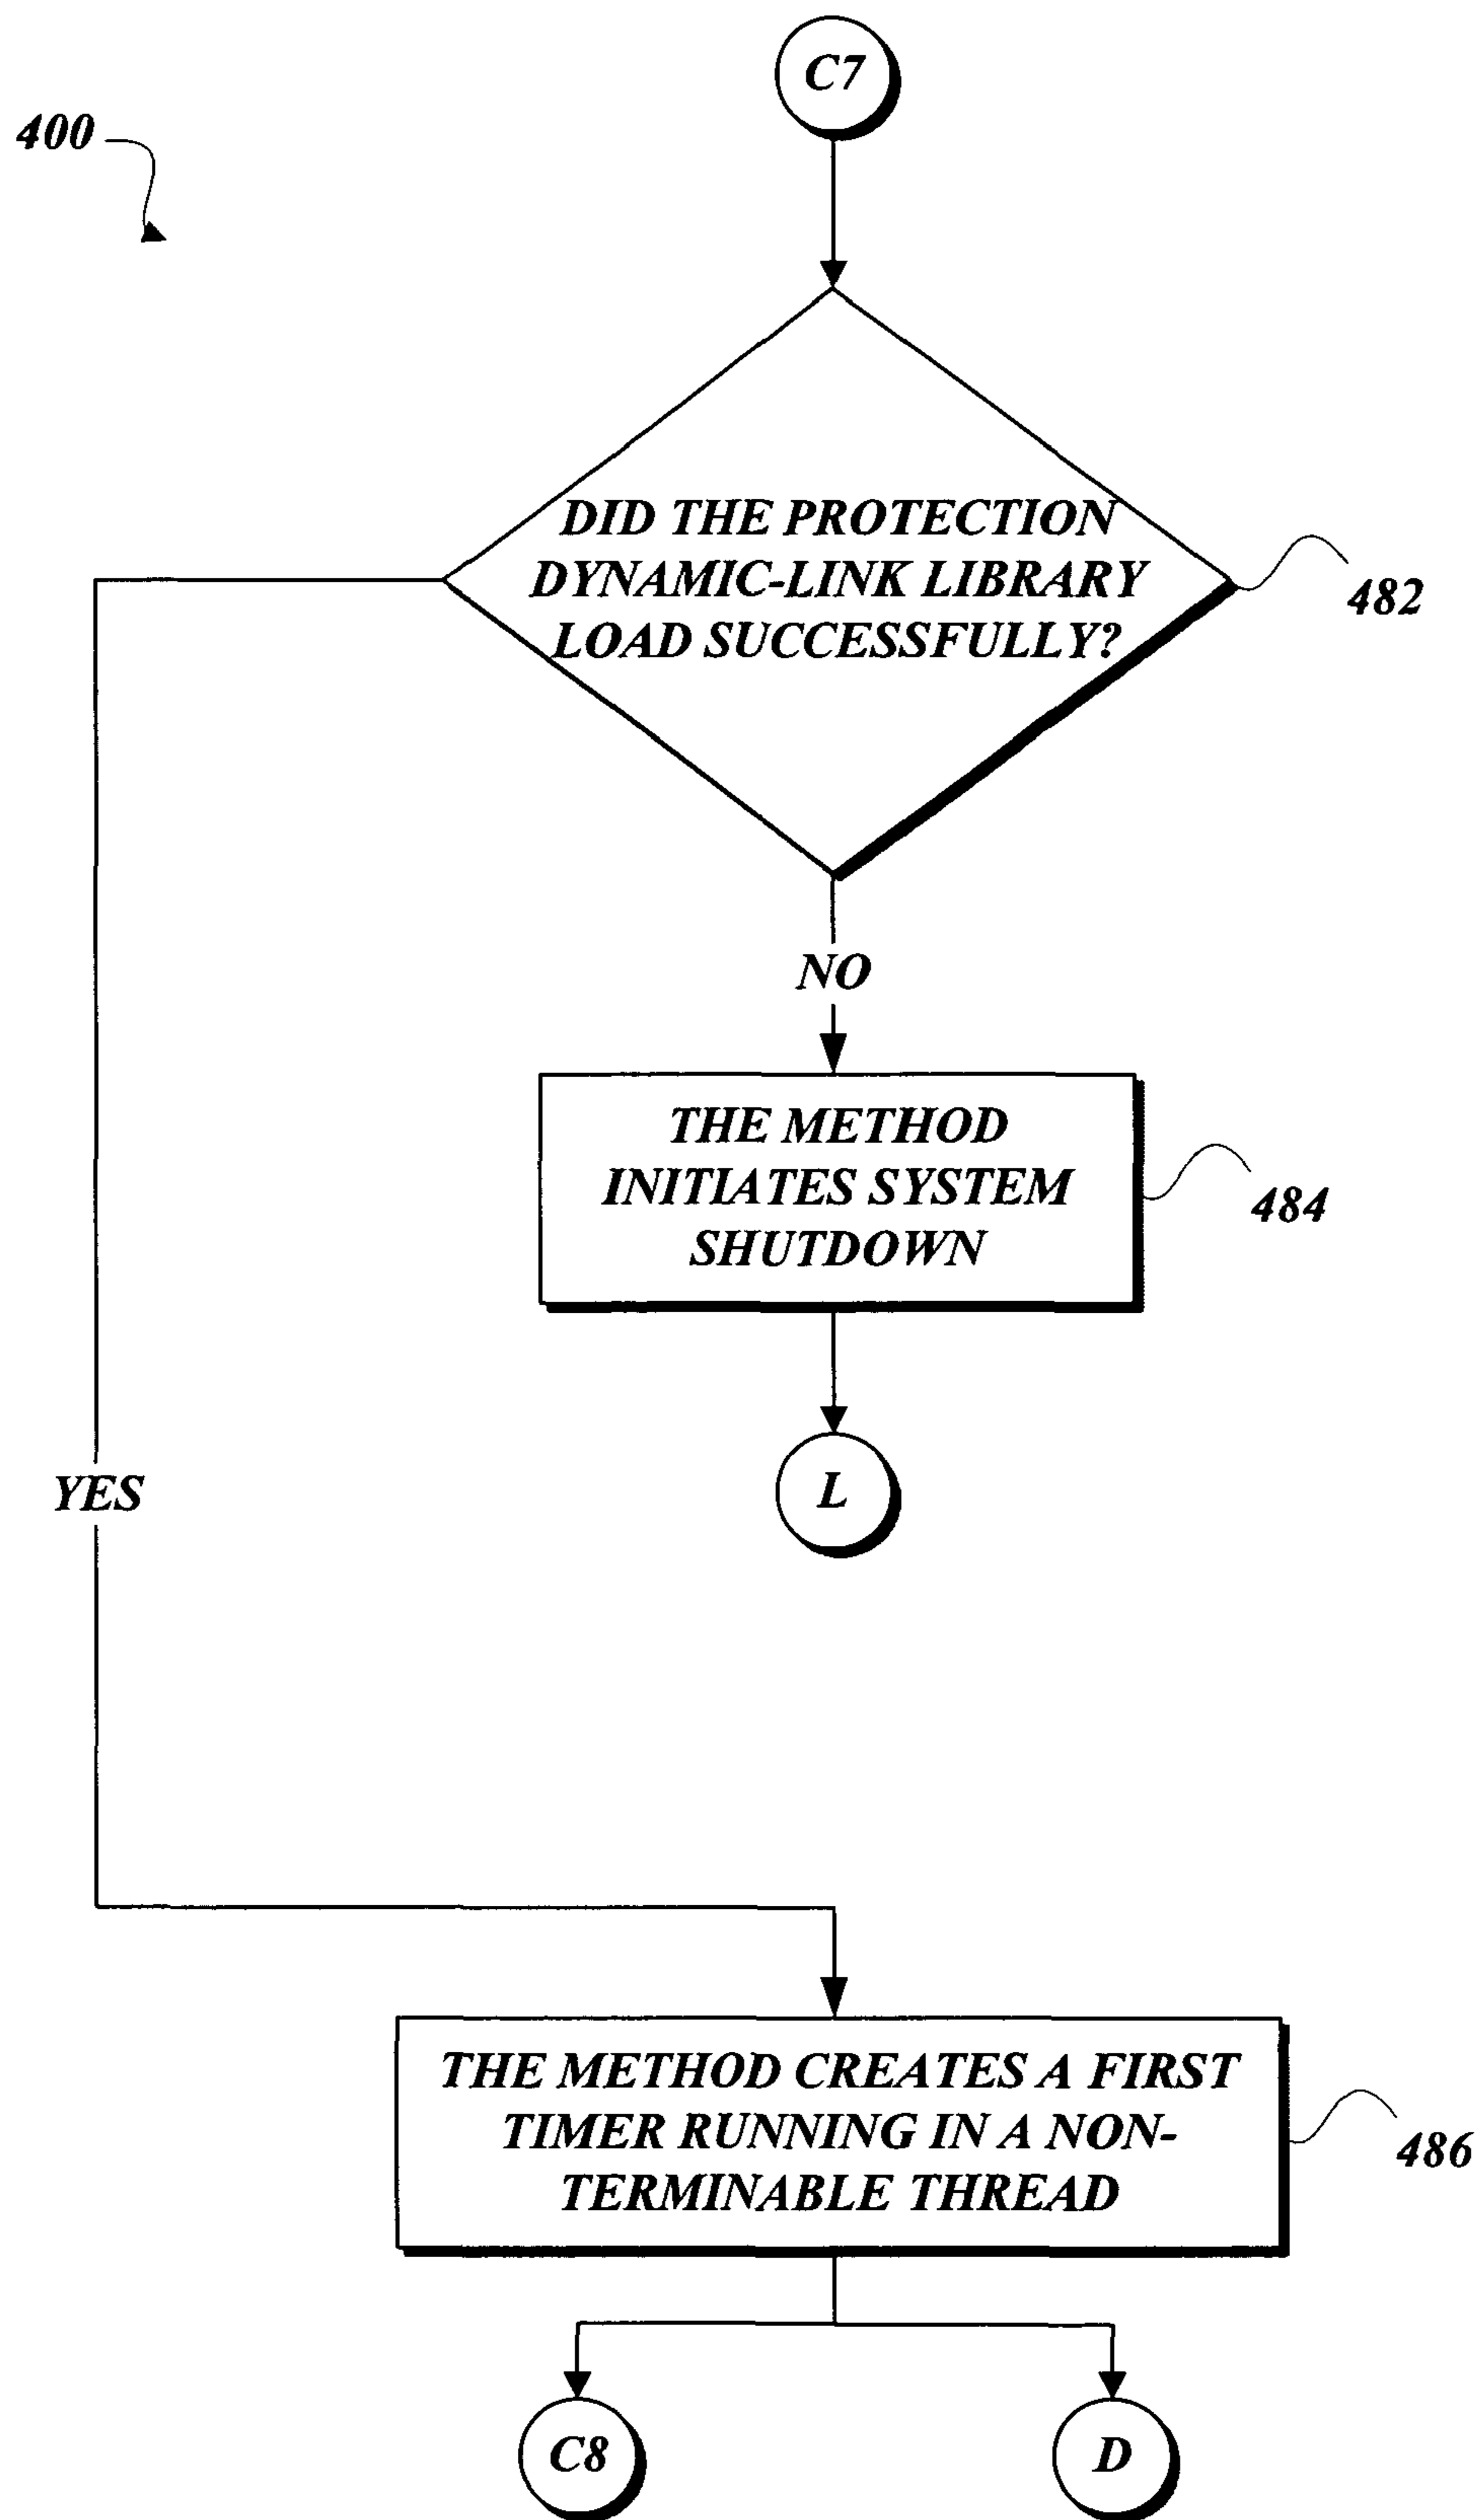 C7
400
DID THE PROTECTION
DYNAMIC-LINK LIBRARY
LOAD SUCCESSFULLY?
482
NO
THE METHOD
INITIATES SYSTEM
SHUTDOWN
484
L
YES
THE METHOD CREATES A FIRST
TIMER RUNNING IN A NON-
TERMINABLE THREAD
486
C8
D